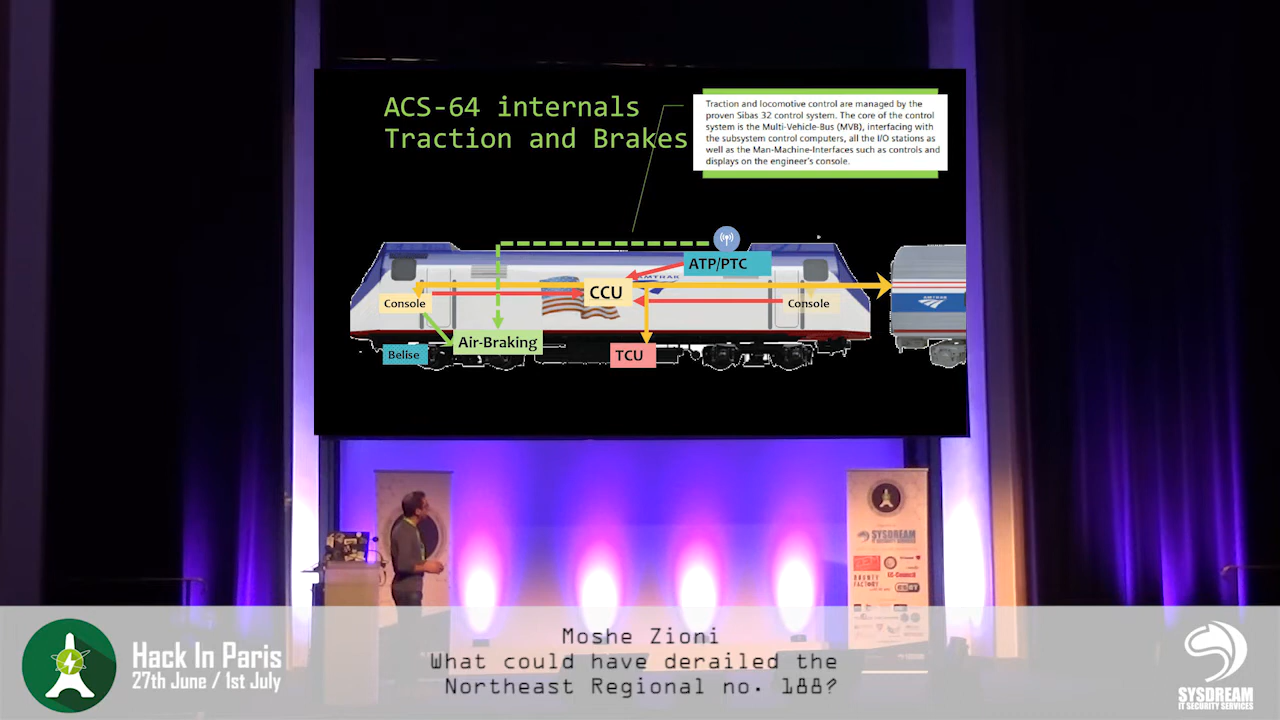 ACS-64 internals
Traction and Brakes
Traction and locomotive control are managed by the
proven Sibas 32 control system. The core of the control
system is the Multi-Vehicle-Bus (MVB), interfacing with
the subsystem control computers, all the I/O stations as
well as the Man-Machine-Interfaces such as controls and
displays on the engineer's console.
ATP/PTC
AMTRAK
CCU
Console
Console
AMTRAK
Air-Braking
Belise
TCU
SYSDREAM
Moshe Zioni
What could have derailed the
Northeast Regional no. 188?
Hack In Paris
27th June / 1st July
SYSDREAM
IT SECURITY SERVICES